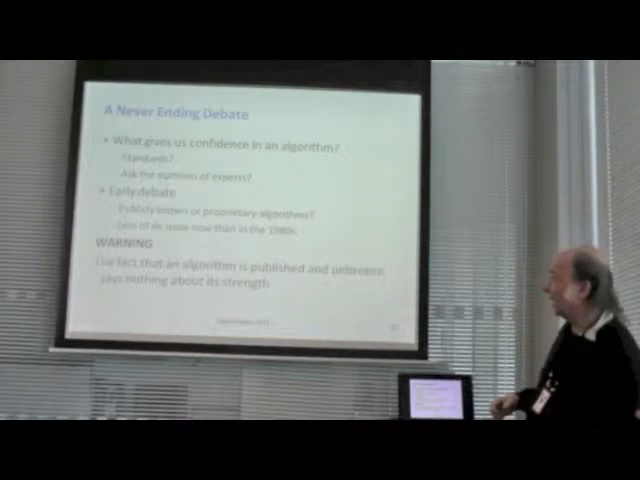 A Never Ending Debate
• What gives us confidence in an algorithm?
Standards?
Ask the opinions of experts?
• Early debate
Publicly known or proprietary algorithms?
Less of an issue now than in the 1980s
WARNING
The fact that an algorithm is published and unbroken
says nothing about its strength